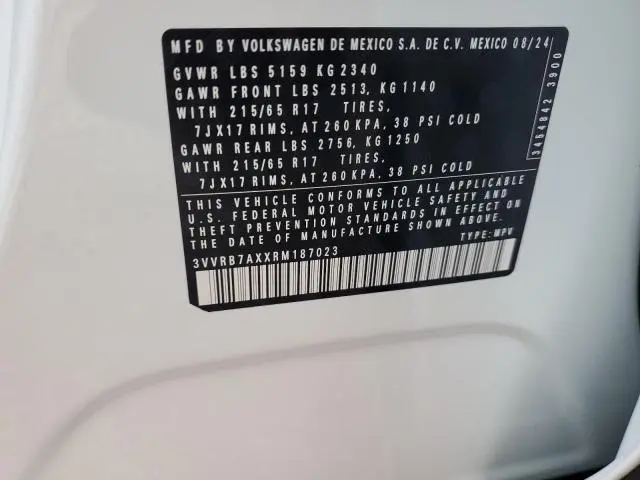 MFD BY VOLKSWAGEN DE MEXICO S.A. DE C.V. MEXICO 08/24
GVWR LBS 5159 KG 2340
GAWR FRONT LBS 2513, KG 1140
WITH 215/65 R17 TIRES,
7JX17 RIMS, AT 260 KPA, 38 PSI COLD
GAWR REAR LBS 2756, KG 1250
WITH 215/65 R17 TIRES,
7JX17 RIMS, AT 260 KPA, 38 PSI COLD
THIS VEHICLE CONFORMS TO ALL APPLICABLE
U.S. FEDERAL MOTOR VEHICLE SAFETY AND
THEFT PREVENTION STANDARDS IN EFFECT ON
THE DATE OF MANUFACTURE SHOWN ABOVE.
3VVRB7AXXRM187023 TYPE: MPV
3454842 3900